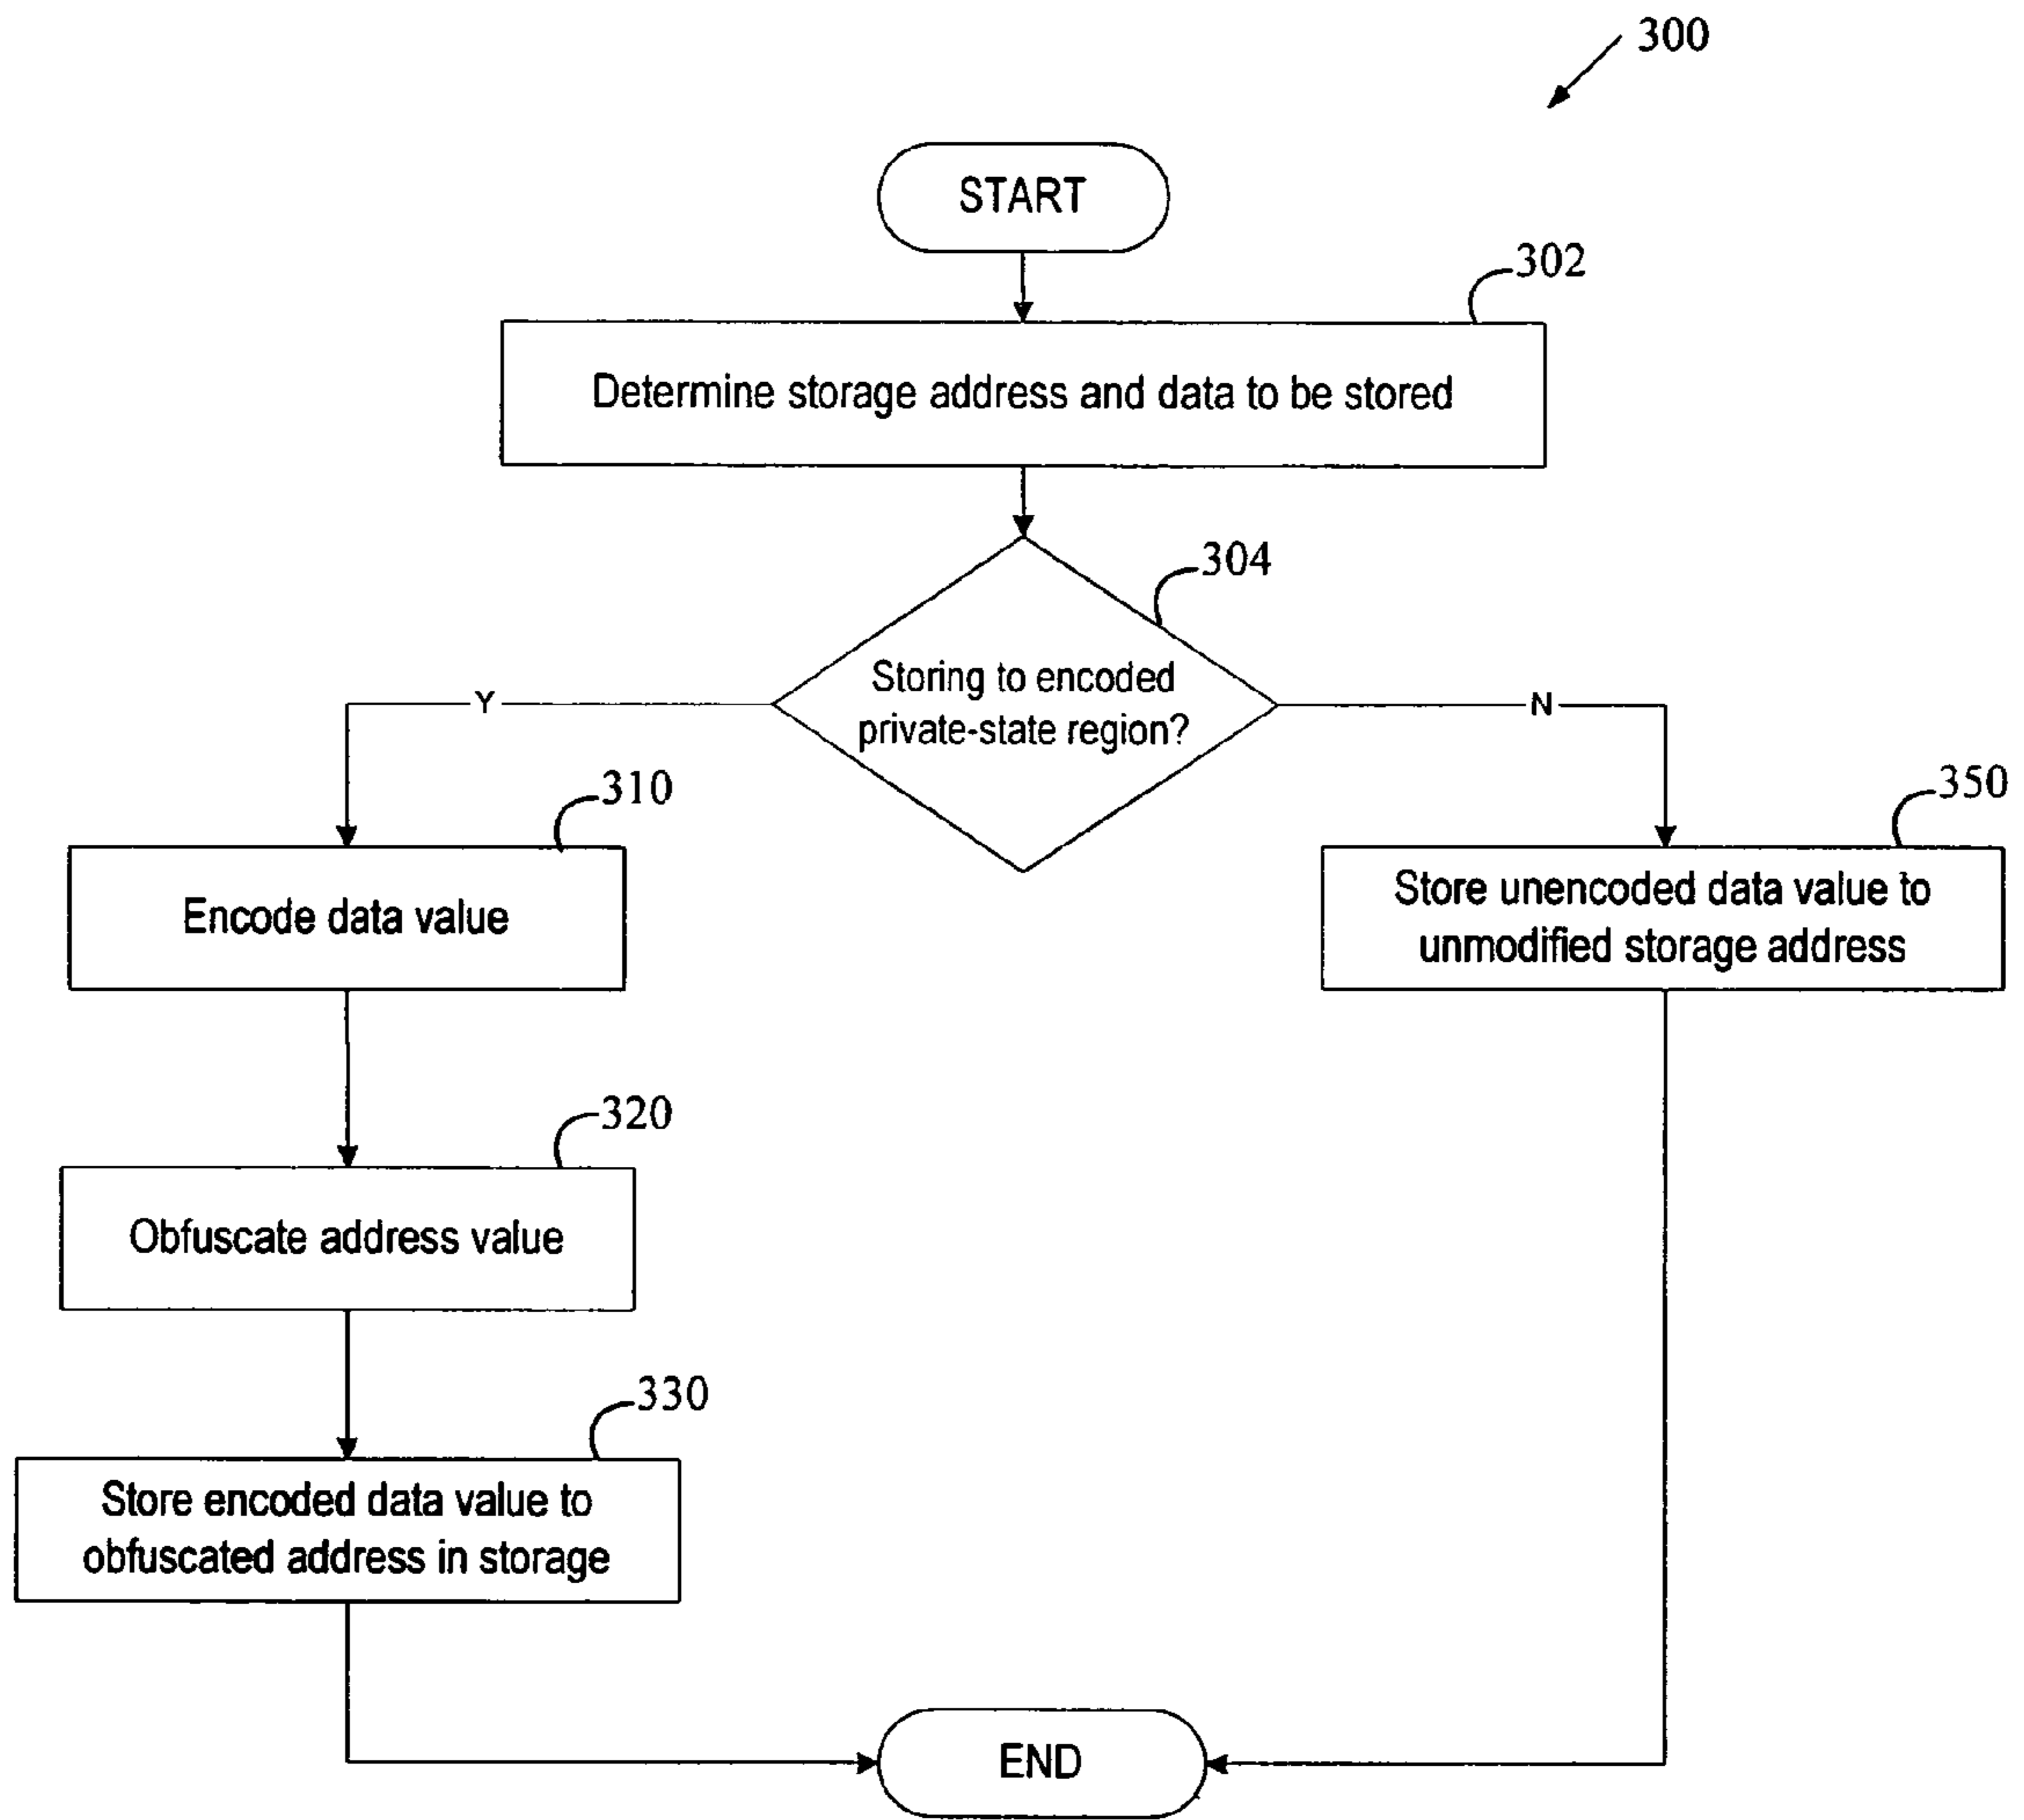 300
START
302
Determine storage address and data to be stored
304
Storing to encoded
private-state region?
Y
N
310
Encode data value
350
Store unencoded data value to
unmodified storage address
320
Obfuscate address value
330
Store encoded data value to
obfuscated address in storage
END